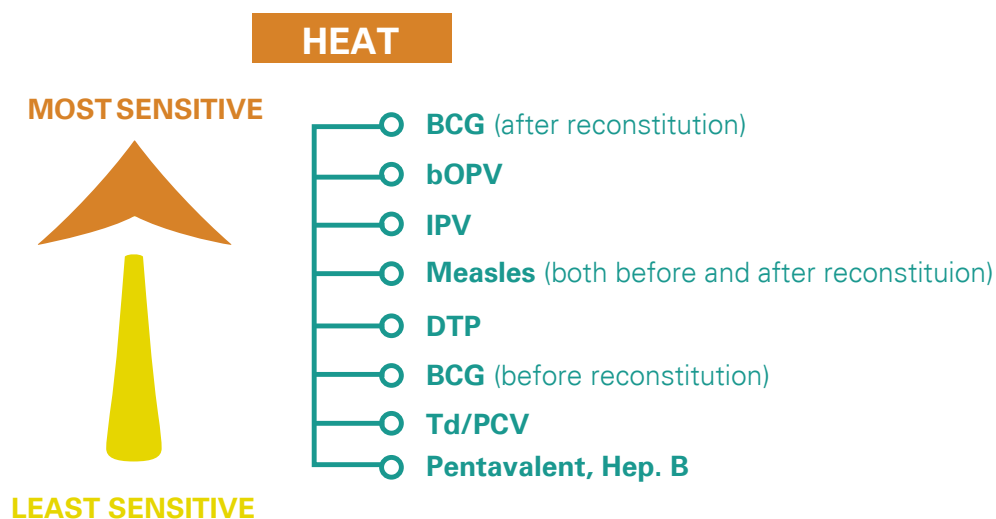 HEAT
MOST SENSITIVE
BCG (after reconstitution)
bOPV
IPV
Measles (both before and after reconstituion)
DTP
BCG (before reconstitution)
Td/PCV
Pentavalent, Hep. B
LEAST SENSITIVE